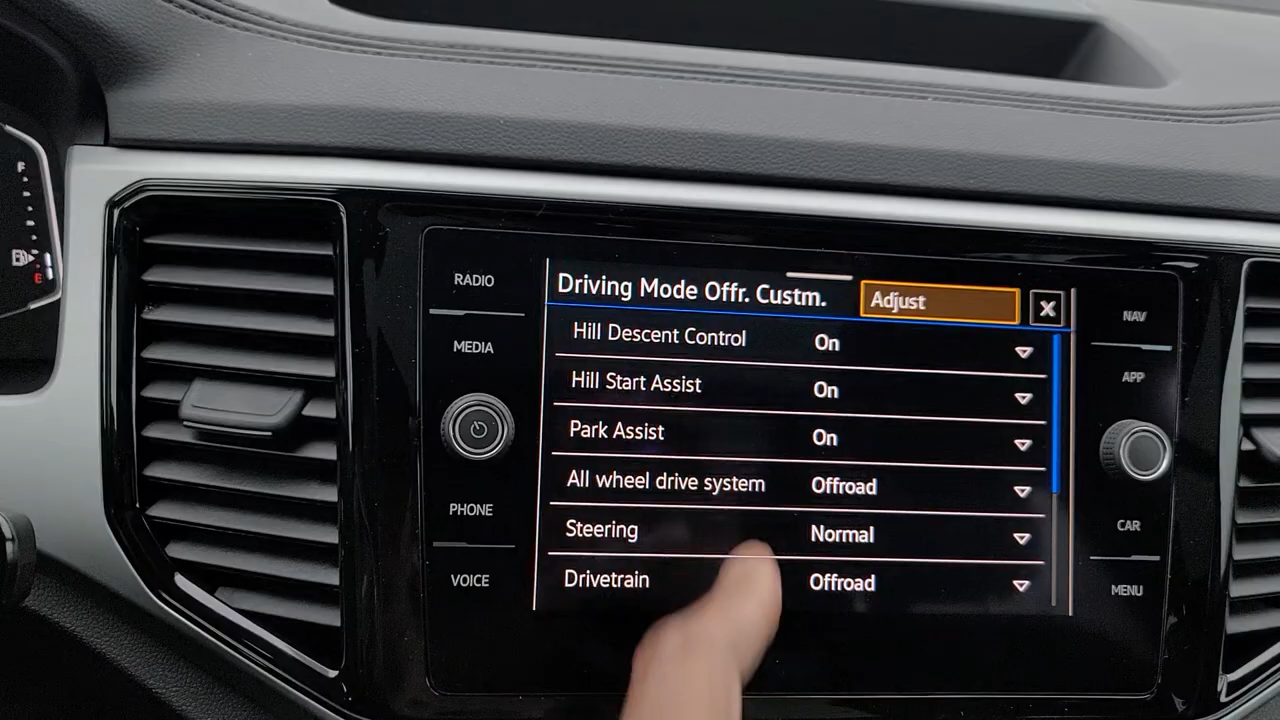 F
E
RADIO
MEDIA
PHONE
VOICE
Driving Mode Offr. Custm.
Adjust
X
Hill Descent Control On
Hill Start Assist On
Park Assist On
All wheel drive system Offroad
Steering Normal
Drivetrain Offroad
NAV
APP
CAR
MENU